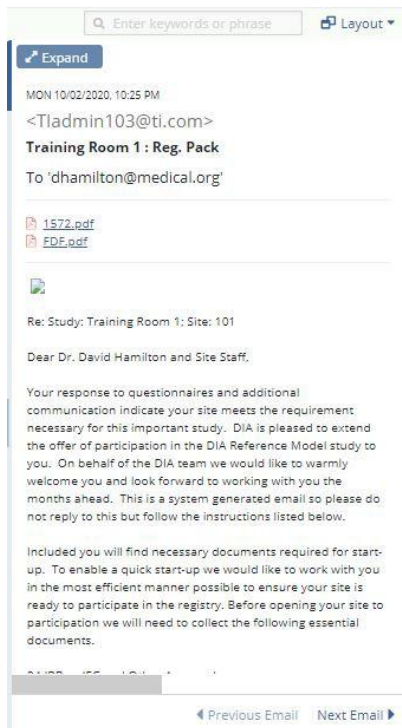 Enter keywords or phrase
Layout
Expand
MON 10/02/2020, 10:25 PM
<TIadmin103@ti.com>
Training Room 1 : Reg. Pack
To 'dhamilton@medical.org'
1572.pdf
FDF.pdf
Re: Study: Training Room 1; Site: 101
Dear Dr. David Hamilton and Site Staff,
Your response to questionnaires and additional
communication indicate your site meets the requirement
necessary for this important study. DIA is pleased to extend
the offer of participation in the DIA Reference Model study to
you. On behalf of the DIA team we would like to warmly
welcome you and look forward to working with you the
months ahead. This is a system generated email so please do
not reply to this but follow the instructions listed below.
Included you will find necessary documents required for start-
up. To enable a quick start-up we would like to work with you
in the most efficient manner possible to ensure your site is
ready to participate in the registry. Before opening your site to
participation we will need to collect the following essential
documents.
Previous Email Next Email